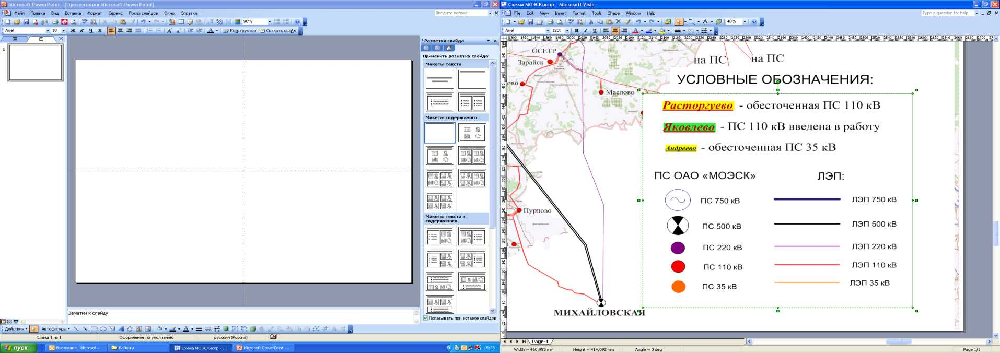 Microsoft PowerPoint - [Презентация Microsoft PowerPoint]
Файл Правка Вид Вставка Формат Сервис Показ слайдов Окно Справка
Введите вопрос
90%
Arial 18 Ж К Ч S
Конструктор Создать слайд
1
Разметка слайда
Применить разметку слайда:
Макеты текста
Макеты содержимого
Макеты текста и содержимого
Показывать при вставке слайдов
Заметки к слайду
Действия Автофигуры
Слайд 1 из 1 Оформление по умолчанию русский (Россия)
пуск Входящие - Microsof... Районы Схема МОЭСКиспр - ... Microsoft PowerPoint ... 15:23
Схема МОЭСКиспр - Microsoft Visio
File Edit View Insert Format Tools Shape Window Help
Type a question for help
40%
Arial 12pt B I U
ОСЕТР
Зарайск
ово
Маслово
на ПС
на ПС
УСЛОВНЫЕ ОБОЗНАЧЕНИЯ:
Расторгуево - обесточенная ПС 110 кВ
Яковлево - ПС 110 кВ введена в работу
Андреево - обесточенная ПС 35 кВ
ПС ОАО «МОЭСК» ЛЭП:
ПС 750 кВ ЛЭП 750 кВ
ПС 500 кВ ЛЭП 500 кВ
ПС 220 кВ ЛЭП 220 кВ
ПС 110 кВ ЛЭП 110 кВ
ПС 35 кВ ЛЭП 35 кВ
Пурлово
МИХАЙЛОВСКАЯ
Page-1
Width = 460,953 mm Height = 414,092 mm Angle = 0 deg Page 1/1